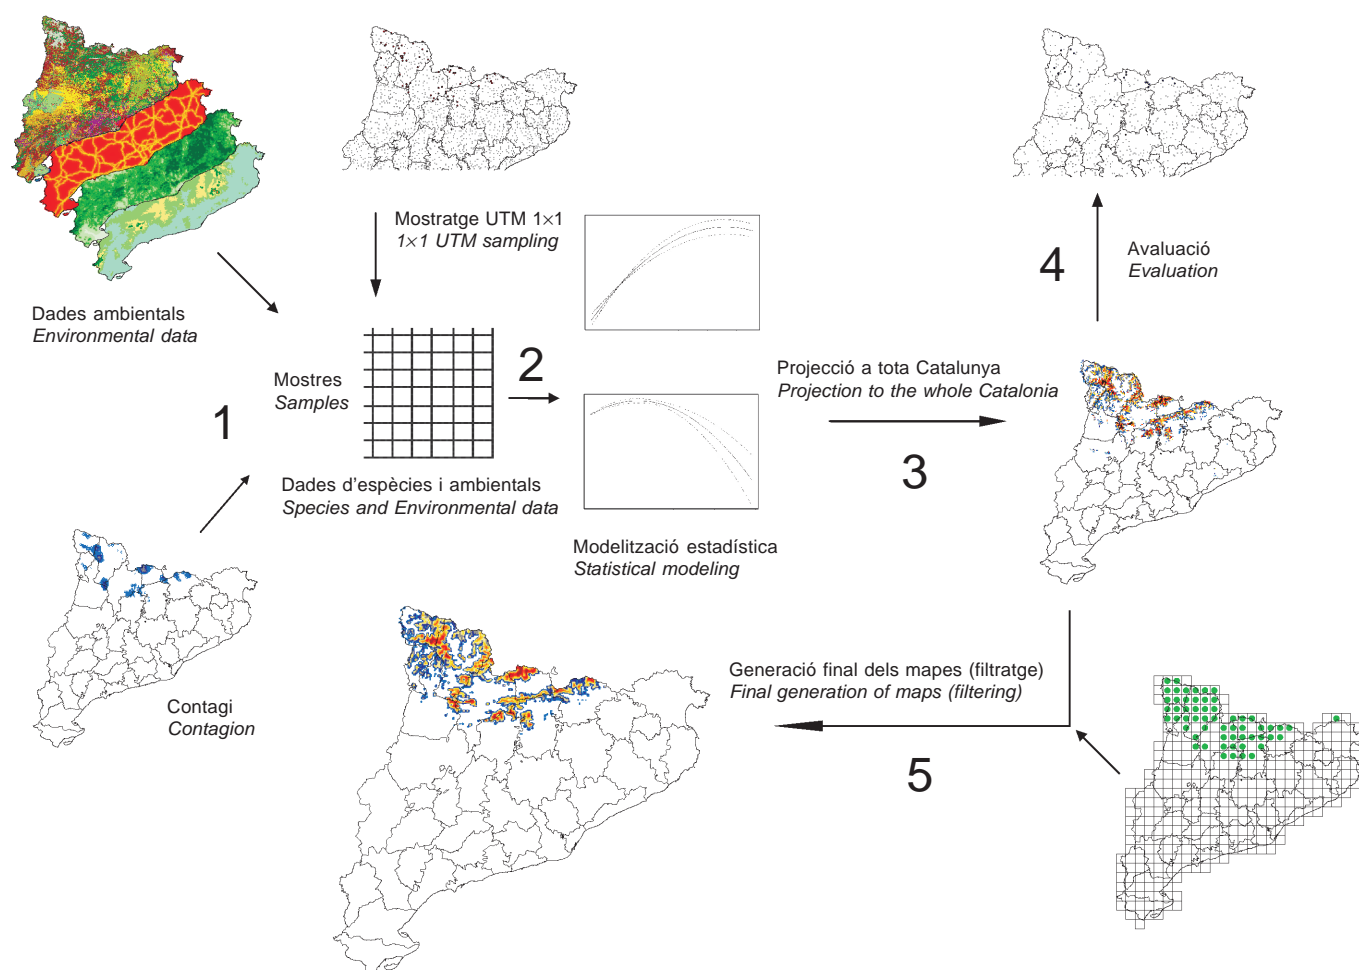 Mostratge UTM 1×1
1×1 UTM sampling
Dades ambientals
Environmental data
1
Mostres
Samples
2
Dades d'espècies i ambientals
Species and Environmental data
Contagi
Contagion
Modelització estadística
Statistical modeling
Projecció a tota Catalunya
Projection to the whole Catalonia
3
4
Avaluació
Evaluation
Generació final dels mapes (filtratge)
Final generation of maps (filtering)
5